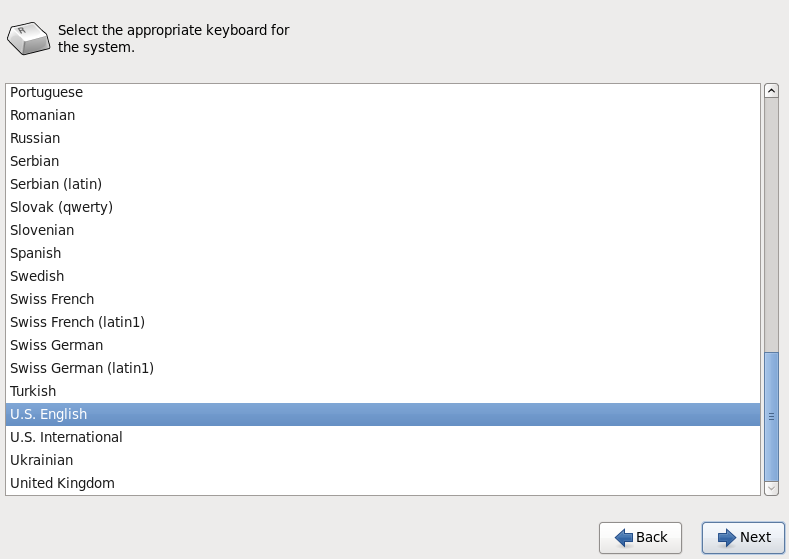 R
Select the appropriate keyboard for
the system.
Portuguese
Romanian
Russian
Serbian
Serbian (latin)
Slovak (qwerty)
Slovenian
Spanish
Swedish
Swiss French
Swiss French (latin1)
Swiss German
Swiss German (latin1)
Turkish
U.S. English
U.S. International
Ukrainian
United Kingdom
Back
Next